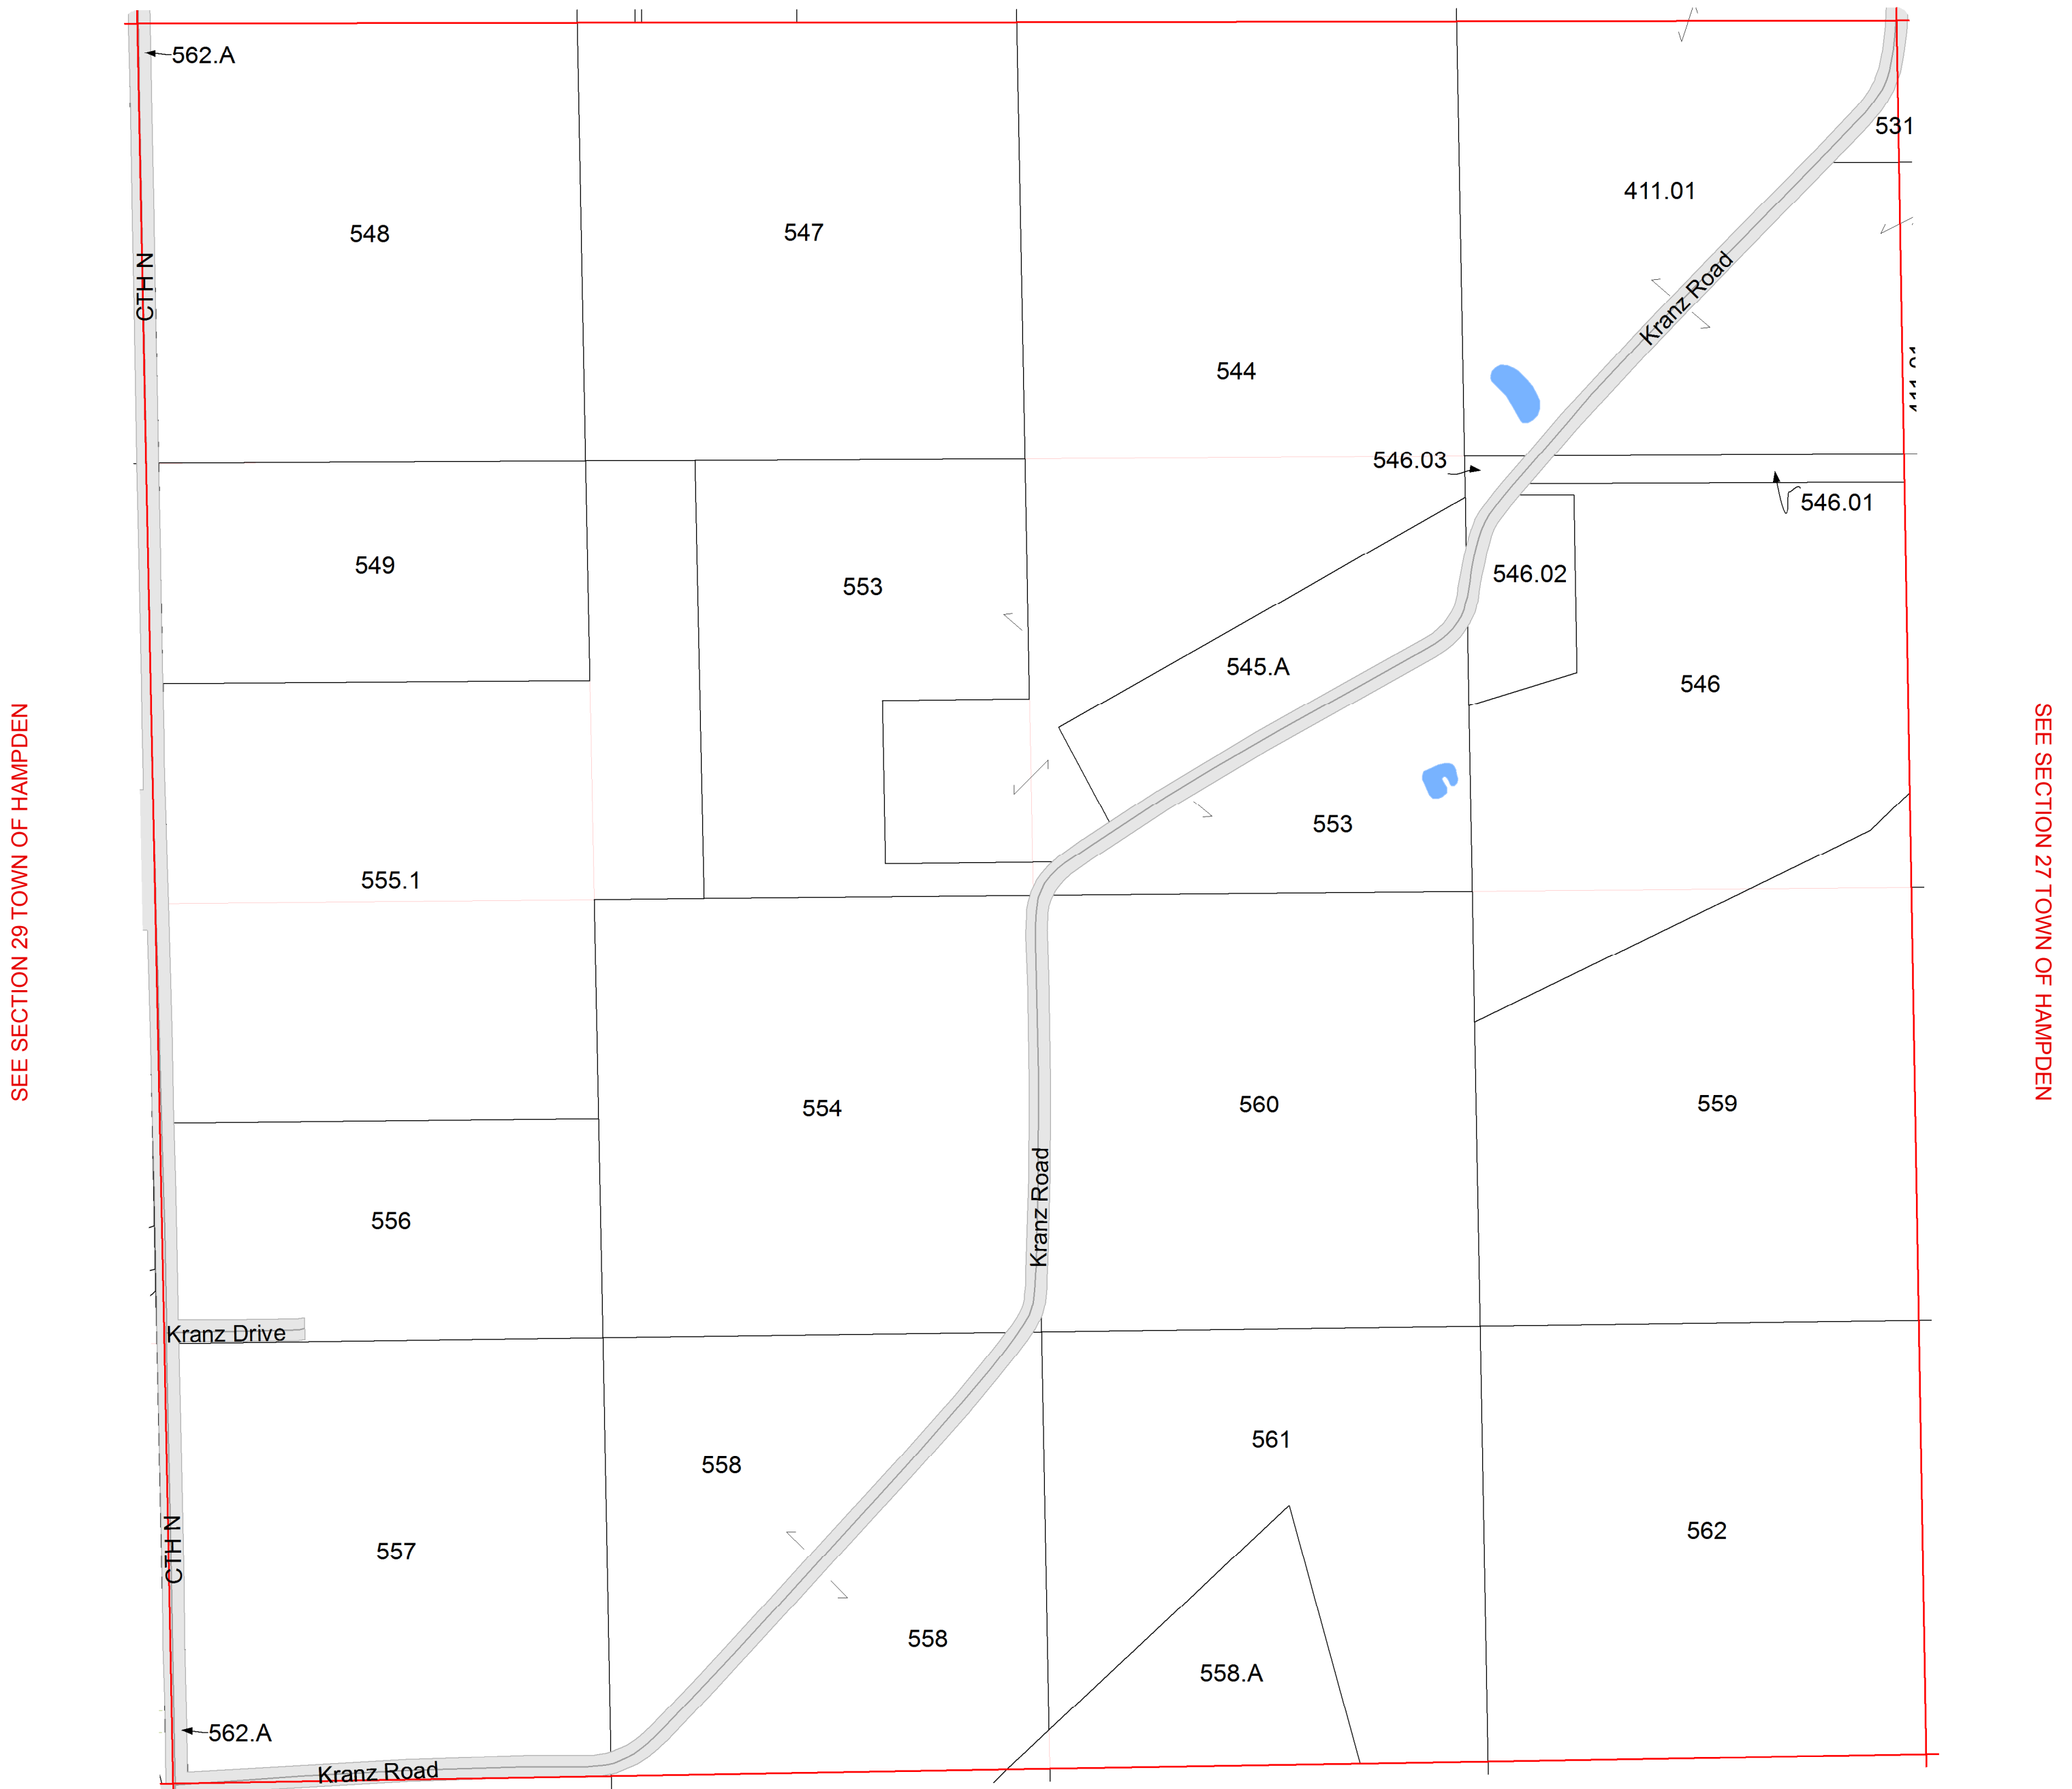 562.A
531
411.01
548
547
CTH N
Kranz Road
544
546.03
546.01
549
553
546.02
545.A
546
SEE SECTION 29 TOWN OF HAMPDEN
SEE SECTION 27 TOWN OF HAMPDEN
553
555.1
554
560
559
Kranz Road
556
Kranz Drive
561
558
562
557
CTH N
558
558.A
562.A
Kranz Road